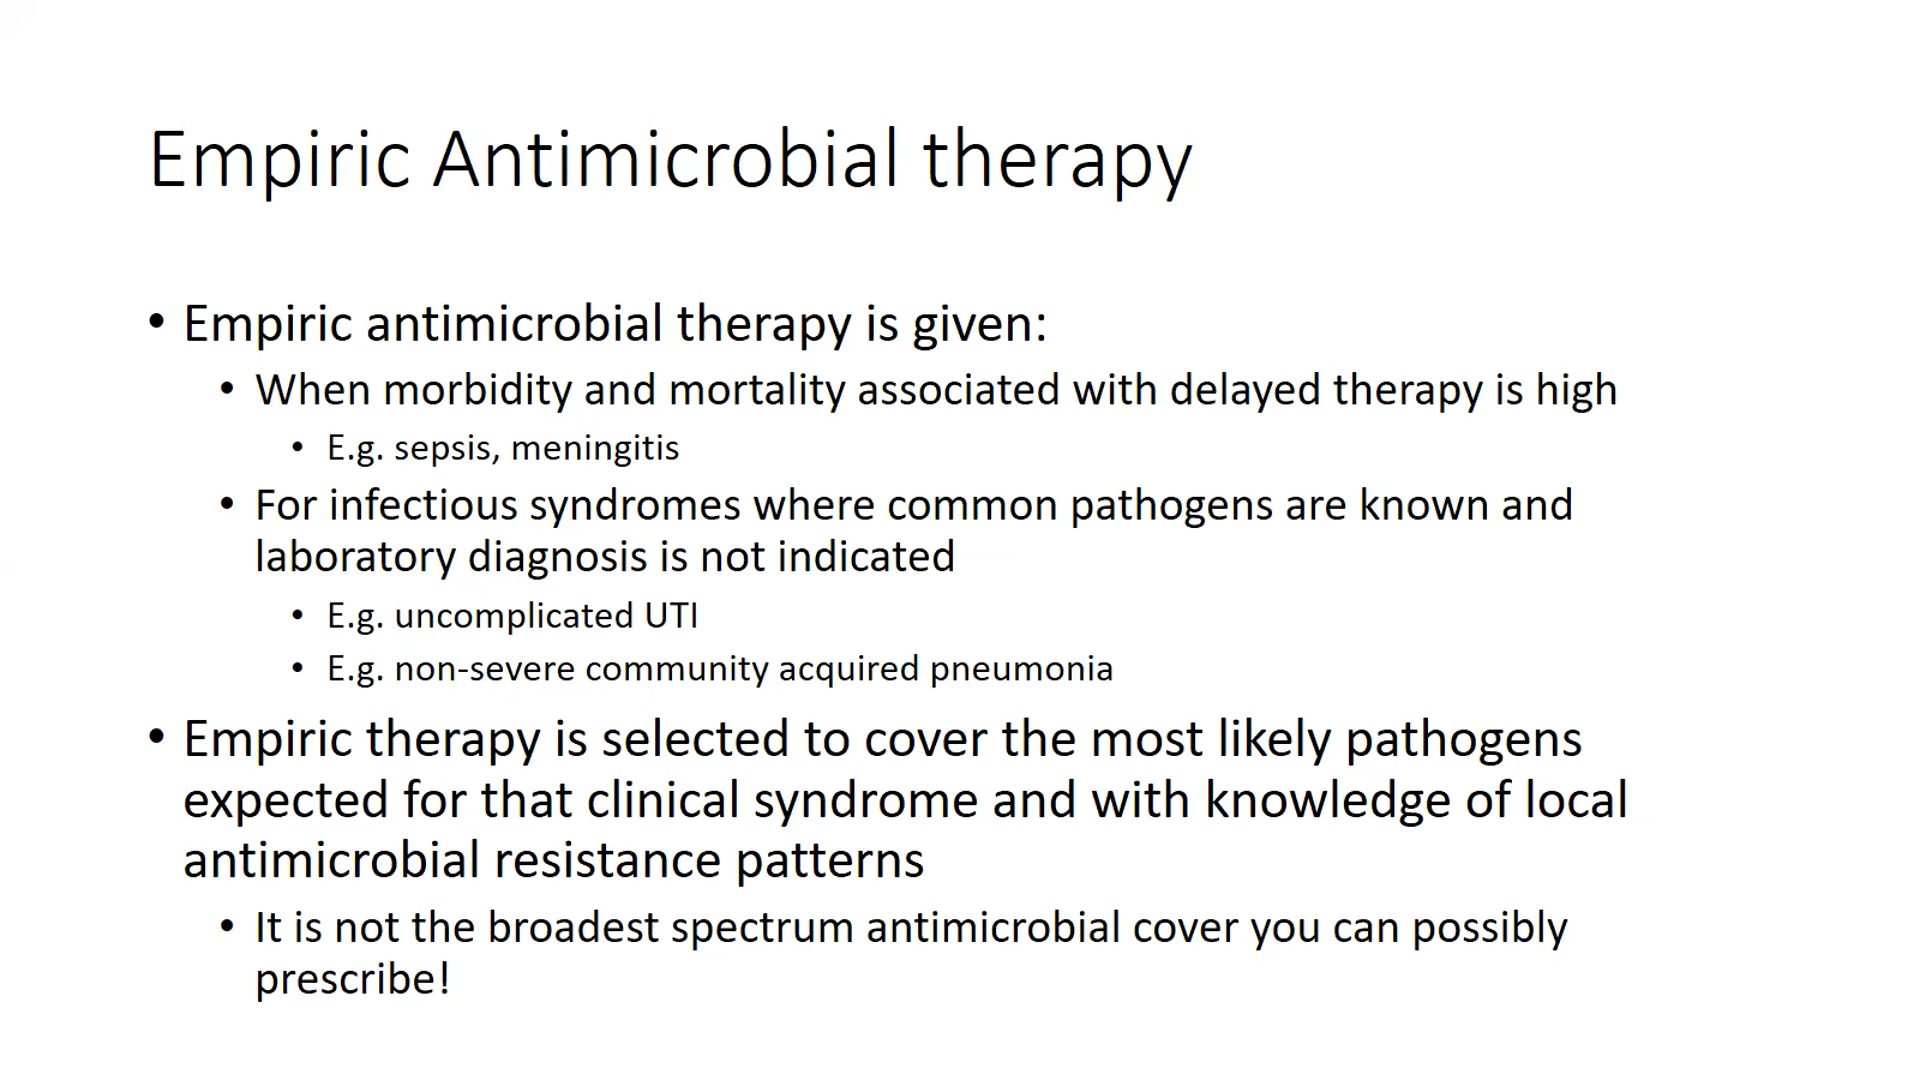 Empiric Antimicrobial therapy
• Empiric antimicrobial therapy is given:
• When morbidity and mortality associated with delayed therapy is high
• E.g. sepsis, meningitis
• For infectious syndromes where common pathogens are known and
laboratory diagnosis is not indicated
• E.g. uncomplicated UTI
• E.g. non-severe community acquired pneumonia
• Empiric therapy is selected to cover the most likely pathogens
expected for that clinical syndrome and with knowledge of local
antimicrobial resistance patterns
• It is not the broadest spectrum antimicrobial cover you can possibly
prescribe!